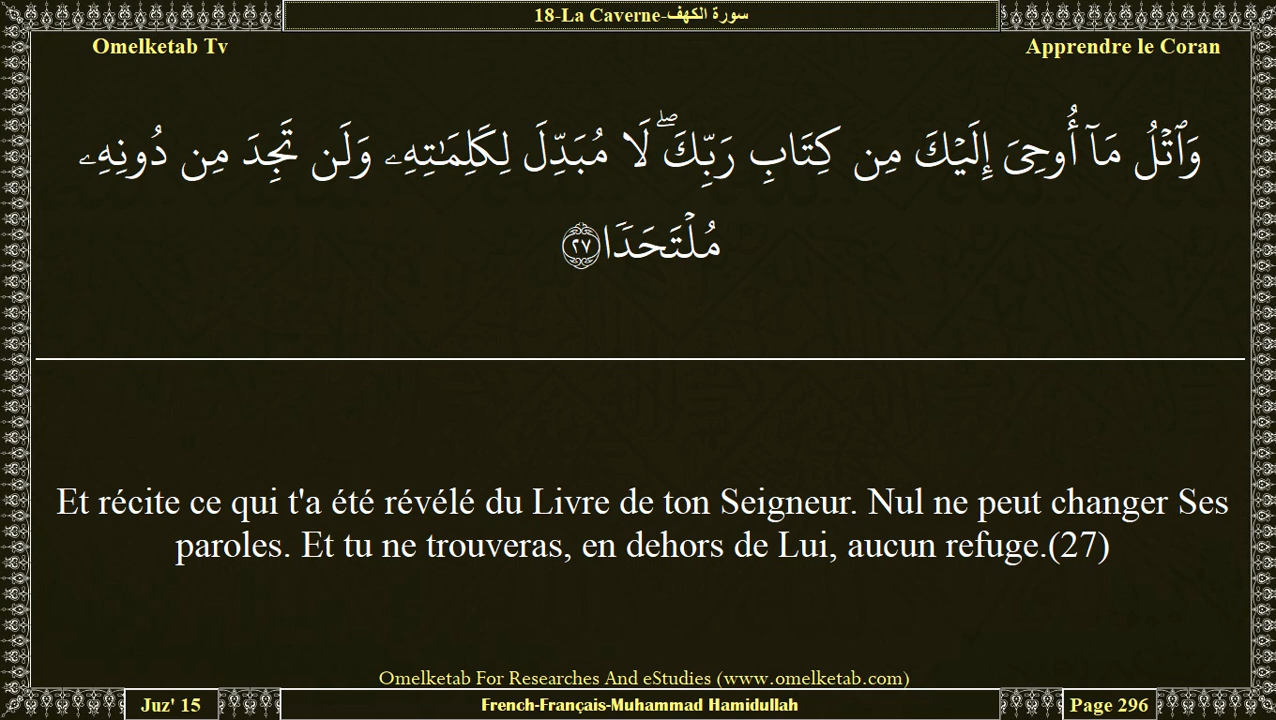 18-La Caverne-سورة الكهف
Omelketab Tv
Apprendre le Coran
وَٱتۡلُ مَآ أُوحِيَ إِلَيۡكَ مِن كِتَابِ رَبِّكَۖ لَا مُبَدِّلَ لِكَلِمَـٰتِهِۦ وَلَن تَجِدَ مِن دُونِهِۦ
مُلۡتَحَدٗا ٢٧
Et récite ce qui t'a été révélé du Livre de ton Seigneur. Nul ne peut changer Ses
paroles. Et tu ne trouveras, en dehors de Lui, aucun refuge.(27)
Omelketab For Researches And eStudies (www.omelketab.com)
Juz' 15
French-Français-Muhammad Hamidullah
Page 296